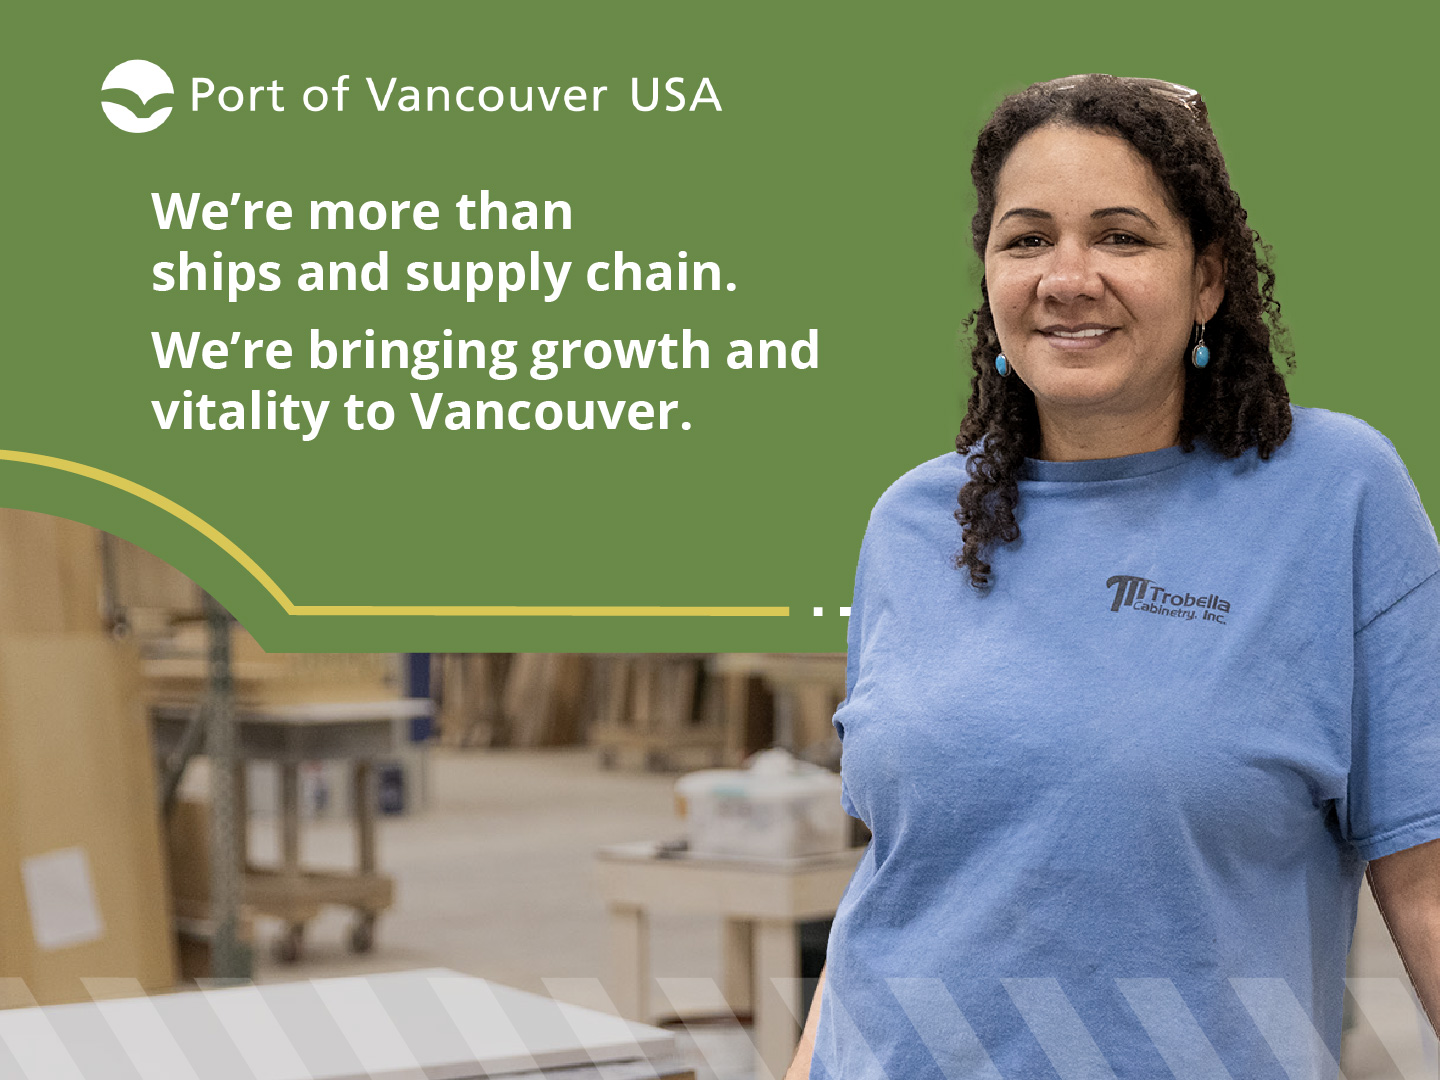 Port of Vancouver USA
We’re more than
ships and supply chain.
We’re bringing growth and
vitality to Vancouver.
Trobella
Cabinetry, Inc.